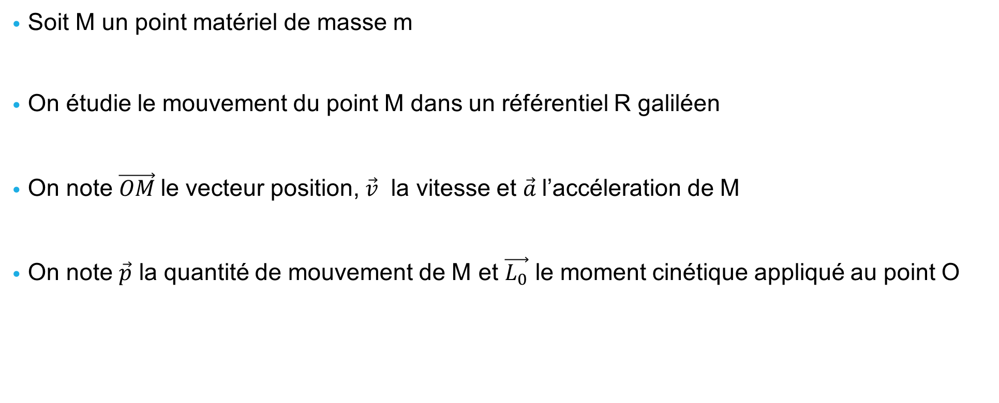 • Soit M un point matériel de masse m
• On étudie le mouvement du point M dans un référentiel R galiléen
• On note $\overrightarrow{OM}$ le vecteur position, $\vec{v}$ la vitesse et $\vec{a}$ l’accéleration de M
• On note $\vec{p}$ la quantité de mouvement de M et $\overrightarrow{L_0}$ le moment cinétique appliqué au point O